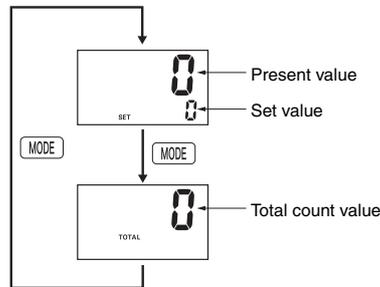 0
Present value
0
Set value
SET
MODE
MODE
0
Total count value
TOTAL